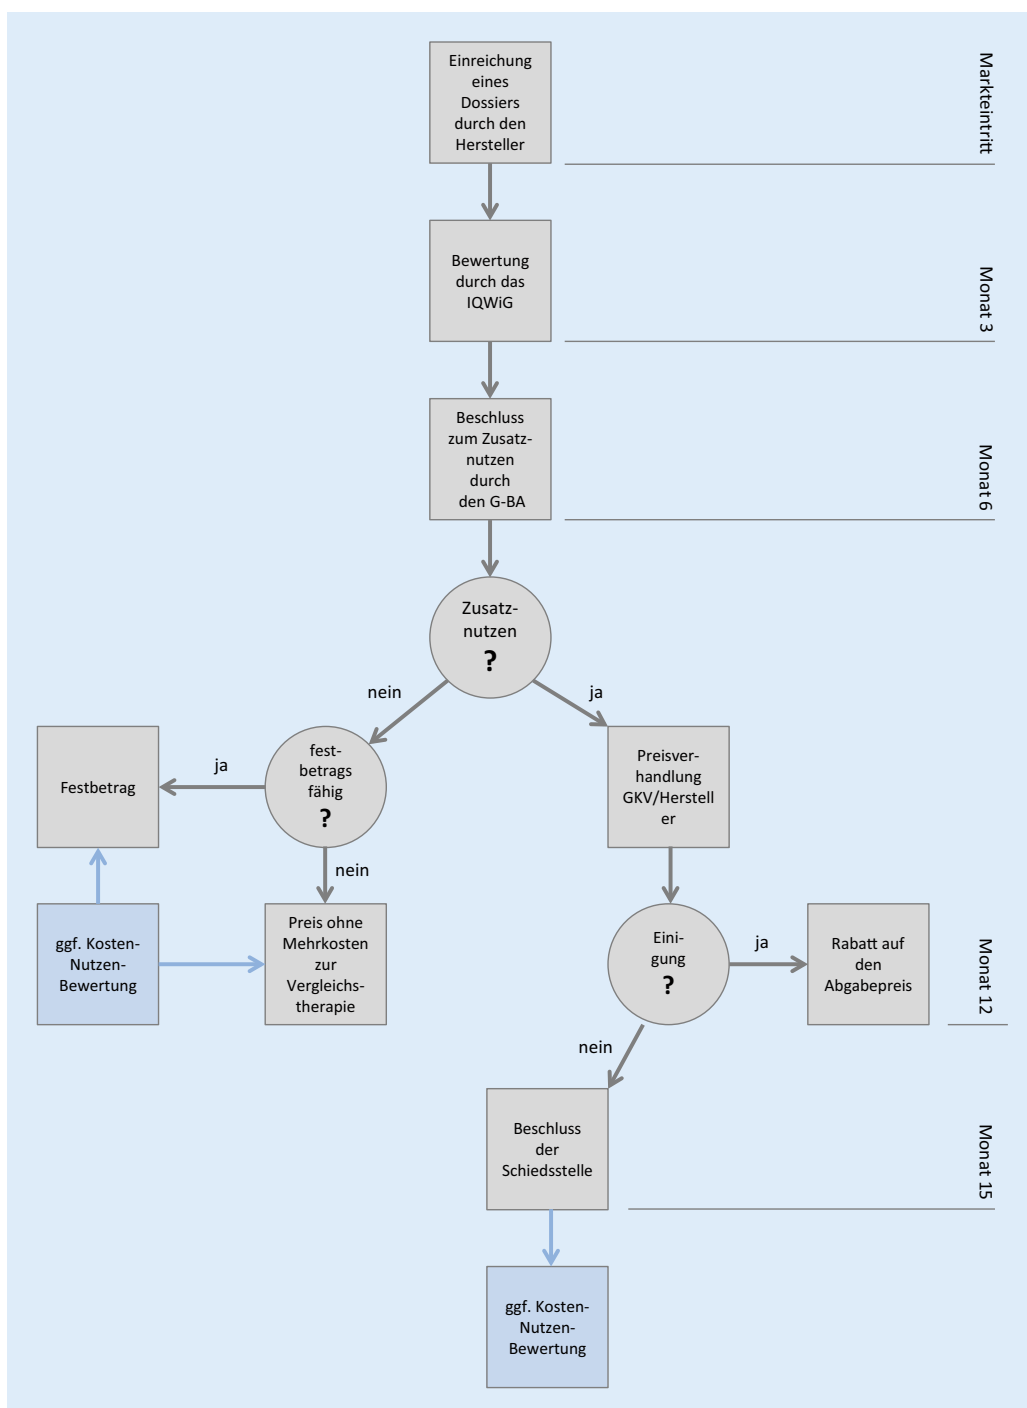 Einreichung
eines
Dossiers
durch den
Hersteller
Markteintritt
Bewertung
durch das
IQWiG
Monat 3
Beschluss
zum Zusatz-
nutzen
durch
den G-BA
Monat 6
Zusatz-
nutzen
?
nein
ja
Festbetrag
ja
fest-
betrags
fähig
?
Preisver-
handlung
GKV/Herstell
er
nein
ggf. Kosten-
Nutzen-
Bewertung
Preis ohne
Mehrkosten
zur
Vergleichs-
therapie
Eini-
gung
?
ja
Rabatt auf
den
Abgabepreis
Monat 12
nein
Beschluss
der
Schiedsstelle
Monat 15
ggf. Kosten-
Nutzen-
Bewertung